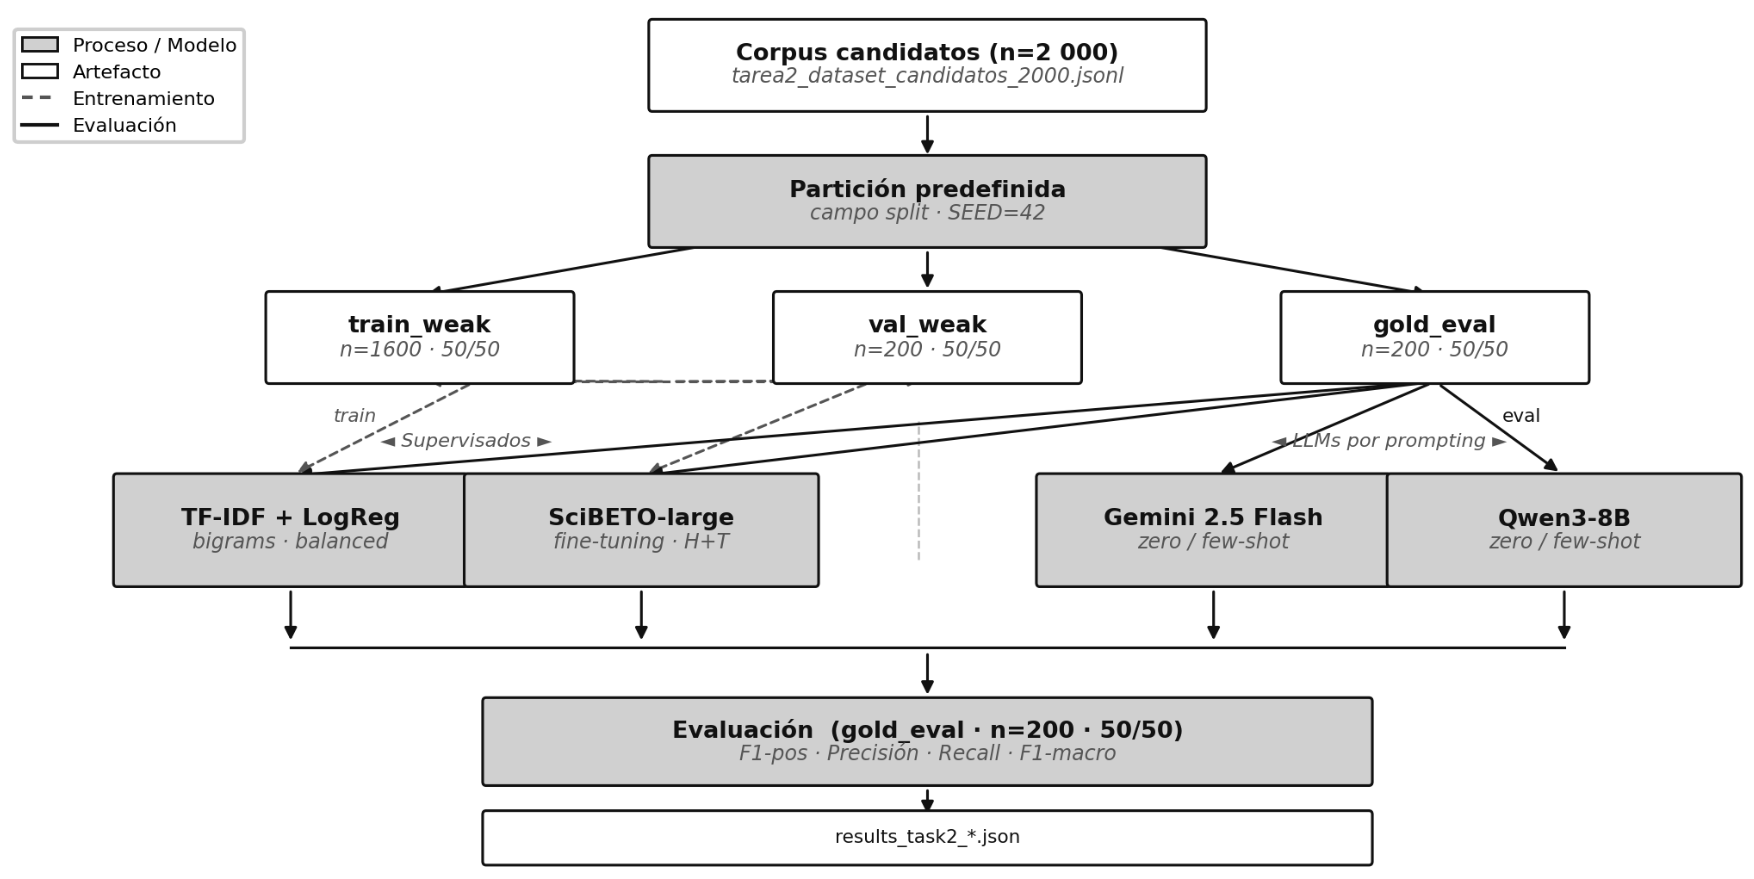 Proceso / Modelo
Artefacto
Entrenamiento
Evaluación
Corpus candidatos (n=2 000)
tarea2_dataset_candidatos_2000.jsonl
Partición predefinida
campo split · SEED=42
train_weak
n=1600 · 50/50
val_weak
n=200 · 50/50
gold_eval
n=200 · 50/50
train
eval
◄ Supervisados ►
◄ LLMs por prompting ►
TF-IDF + LogReg
bigrams · balanced
SciBETO-large
fine-tuning · H+T
Gemini 2.5 Flash
zero / few-shot
Qwen3-8B
zero / few-shot
Evaluación  (gold_eval · n=200 · 50/50)
F1-pos · Precisión · Recall · F1-macro
results_task2_*.json